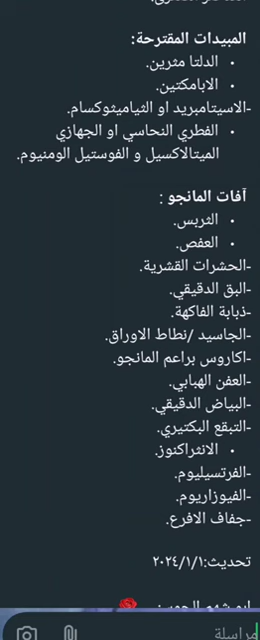 المبيدات المقترحة:
• الدلتا مثرين.
• الابامكتين.
-الاسيتامبريد او الثياميثوكسام.
• الفطري النحاسي او الجهازي
الميتالاكسيل و الفوستيل الومنيوم.
آفات المانجو :
• الثربس.
• العفص.
-الحشرات القشرية.
-البق الدقيقي.
-ذبابة الفاكهة.
-الجاسيد /نطاط الاوراق.
-اكاروس براعم المانجو.
-العفن الهبابي.
-البياض الدقيقي.
-التبقع البكتيري.
• الانثراكنوز.
-الفرتسيليوم.
-الفيوزاريوم.
-جفاف الافرع.
تحديث:٢٠٢٤/١/١
مراسلة